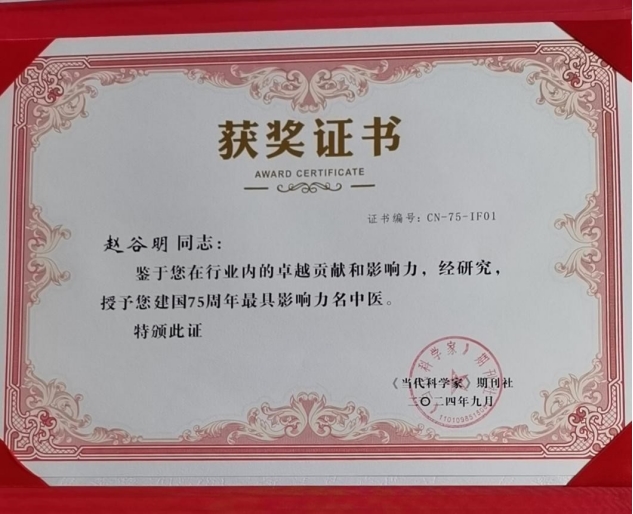 获奖证书
AWARD CERTIFICATE
证书编号：CN-75-IF01
赵谷明 同志：
鉴于您在行业内的卓越贡献和影响力，经研究，
授予您建国75周年最具影响力名中医。
特颁此证
《当代科学家》期刊社
二〇二四年九月